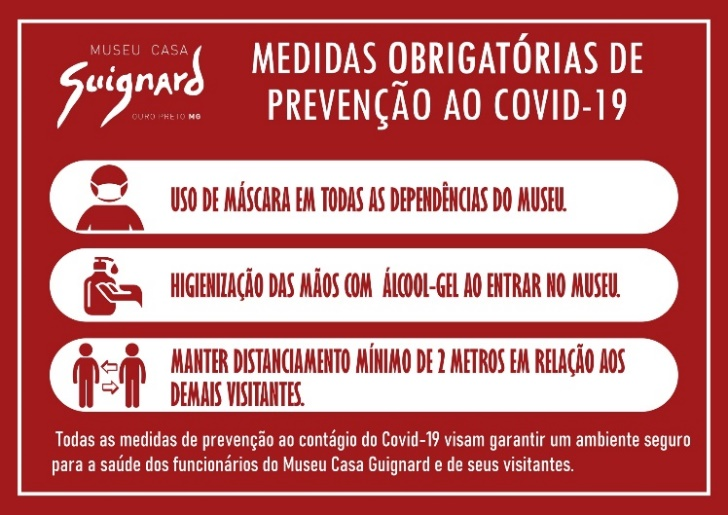 MUSEU CASA
Guignard
OURO PRETO MG
MEDIDAS OBRIGATÓRIAS DE
PREVENÇÃO AO COVID-19
USO DE MÁSCARA EM TODAS AS DEPENDÊNCIAS DO MUSEU.
HIGIENIZAÇÃO DAS MÃOS COM ÁLCOOL-GEL AO ENTRAR NO MUSEU.
MANTER DISTANCIAMENTO MÍNIMO DE 2 METROS EM RELAÇÃO AOS
DEMAIS VISITANTES.
Todas as medidas de prevenção ao contágio do Covid-19 visam garantir um ambiente seguro
para a saúde dos funcionários do Museu Casa Guignard e de seus visitantes.